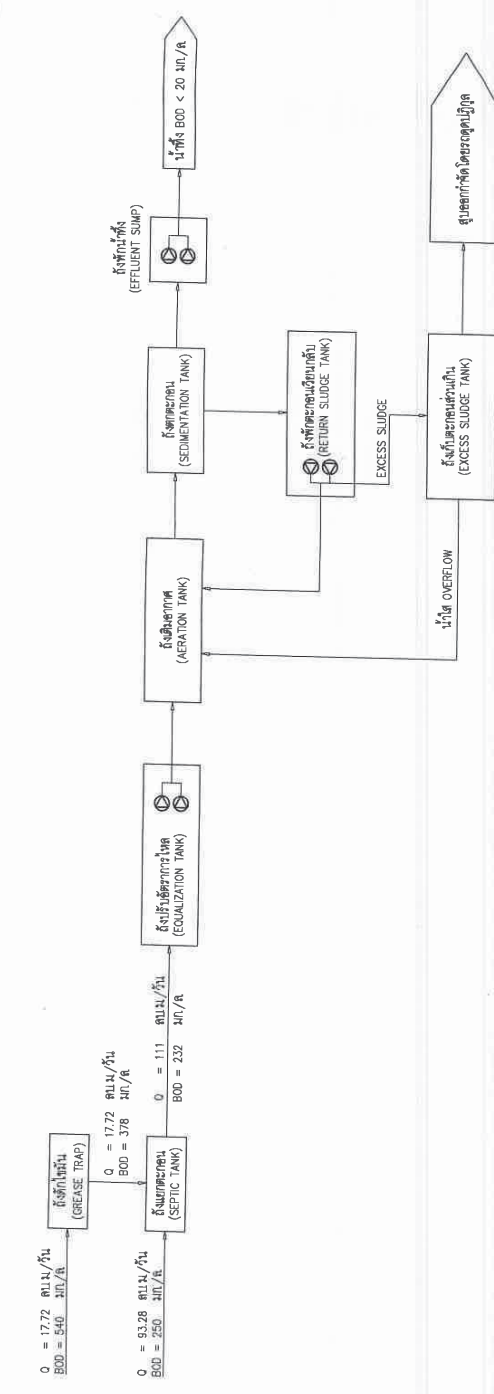 Q = 17.72 ลบ.ม/วัน
BOD = 540 มก/ล
ถังดักไขมัน
(GREASE TRAP)
Q = 17.72 ลบ.ม/วัน
BOD = 378 มก/ล
Q = 93.28 ลบ.ม/วัน
BOD = 250 มก/ล
ถังแยกตะกอน
(SEPTIC TANK)
Q = 111 ลบ.ม/วัน
BOD = 232 มก/ล
ถังปรับอัตราการไหล
(EQUALIZATION TANK)
ถังเติมอากาศ
(AERATION TANK)
ถังตกตะกอน
(SEDIMENTATION TANK)
ถังพักน้ำทิ้ง
(EFFLUENT SUMP)
น้ำทิ้ง BOD < 20 มก/ล
ถังพักตะกอนเวียนกลับ
(RETURN SLUDGE TANK)
EXCESS SLUDGE
น้ำใส OVERFLOW
ถังเก็บตะกอนส่วนเกิน
(EXCESS SLUDGE TANK)
สูบออกกำจัดโดยรถดูดปฏิกูล